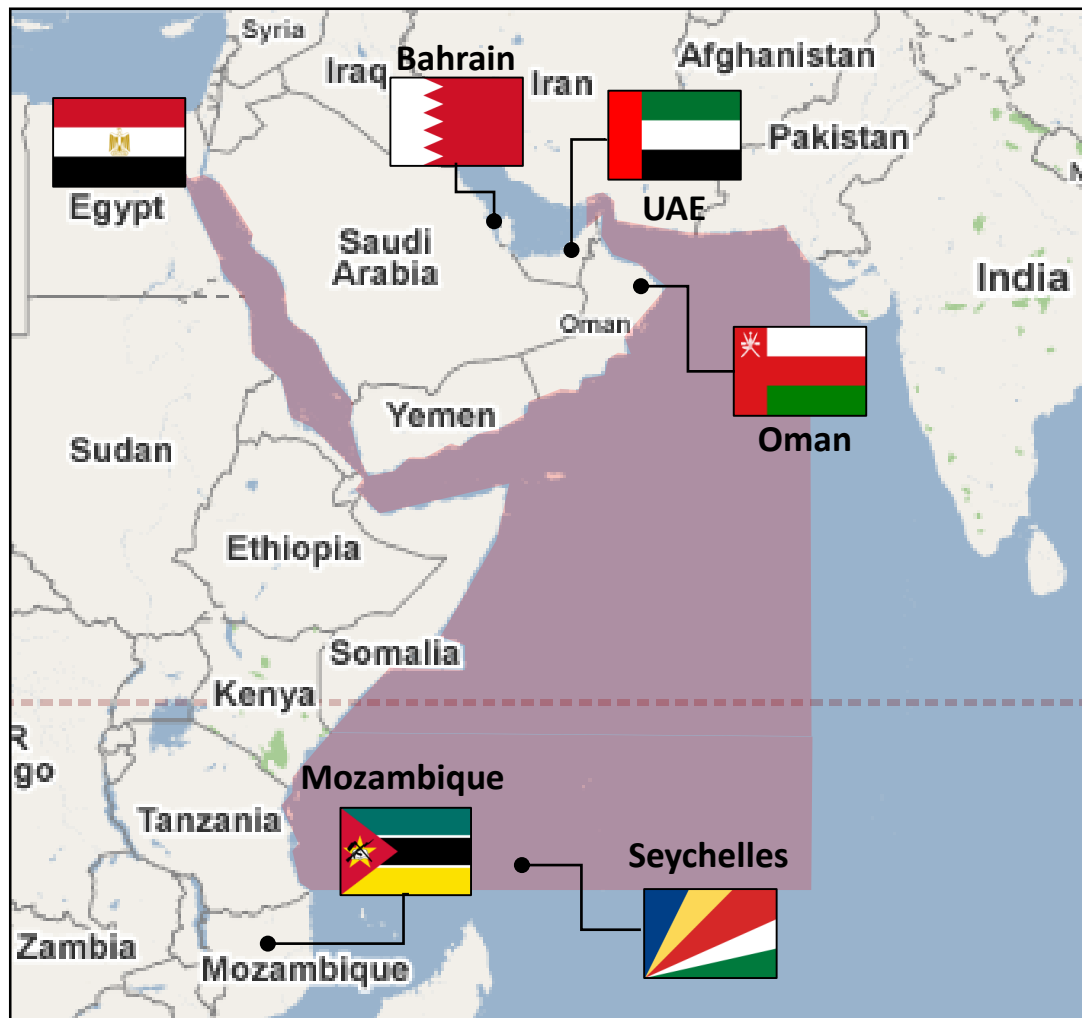 Syria
Bahrain
Iraq
Iran
Afghanistan
Pakistan
Egypt
UAE
Saudi
Arabia
India
Oman
Yemen
Oman
Sudan
Ethiopia
Somalia
Kenya
R
go
Mozambique
Tanzania
Seychelles
Zambia
Mozambique